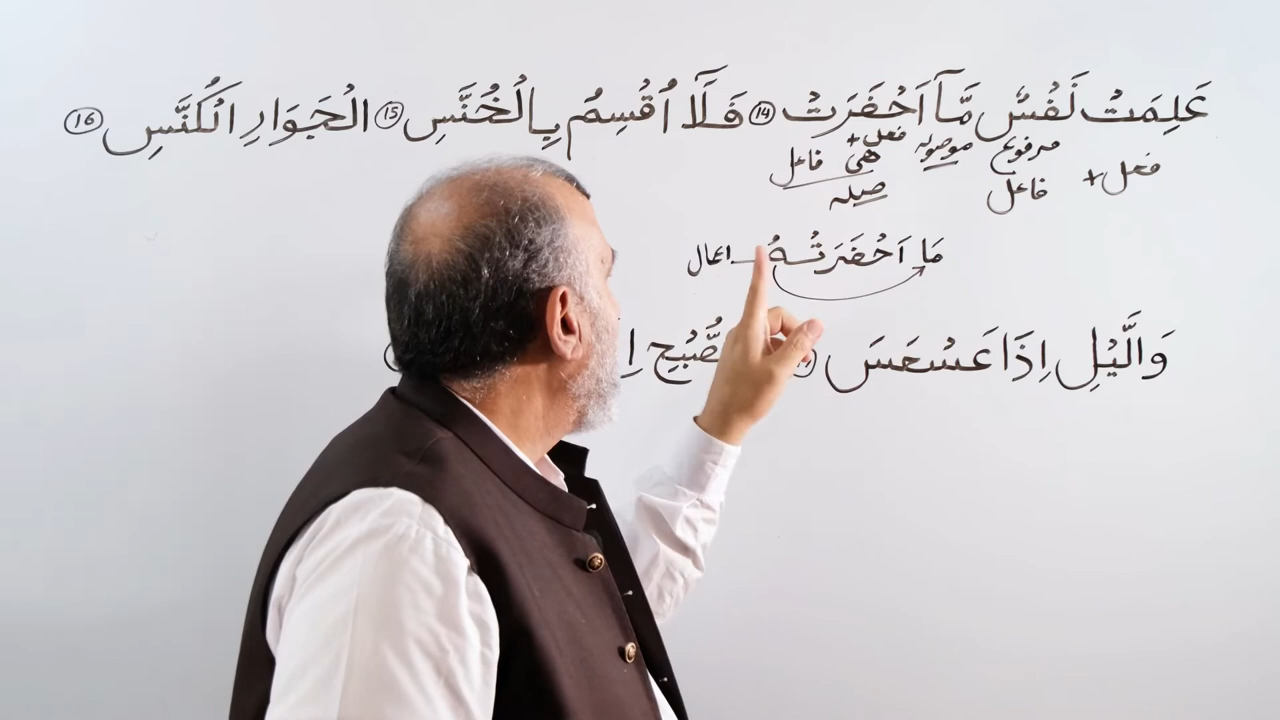 عَلِمَتْ نَفْسٌ مَّآ اَحْضَرَتْ ⑭ فَلَآ اُقْسِمُ بِالْخُنَّسِ ⑮ الْجَوَارِ الْكُنَّسِ ⑯
فعل + مرفوع موصولہ فعل +
فاعل ھی فاعل
صلہ
مَا اَحْضَرَتْهُ ـ اعمال
وَالَّيْلِ اِذَا عَسْعَسَ صُّبْحِ اِ